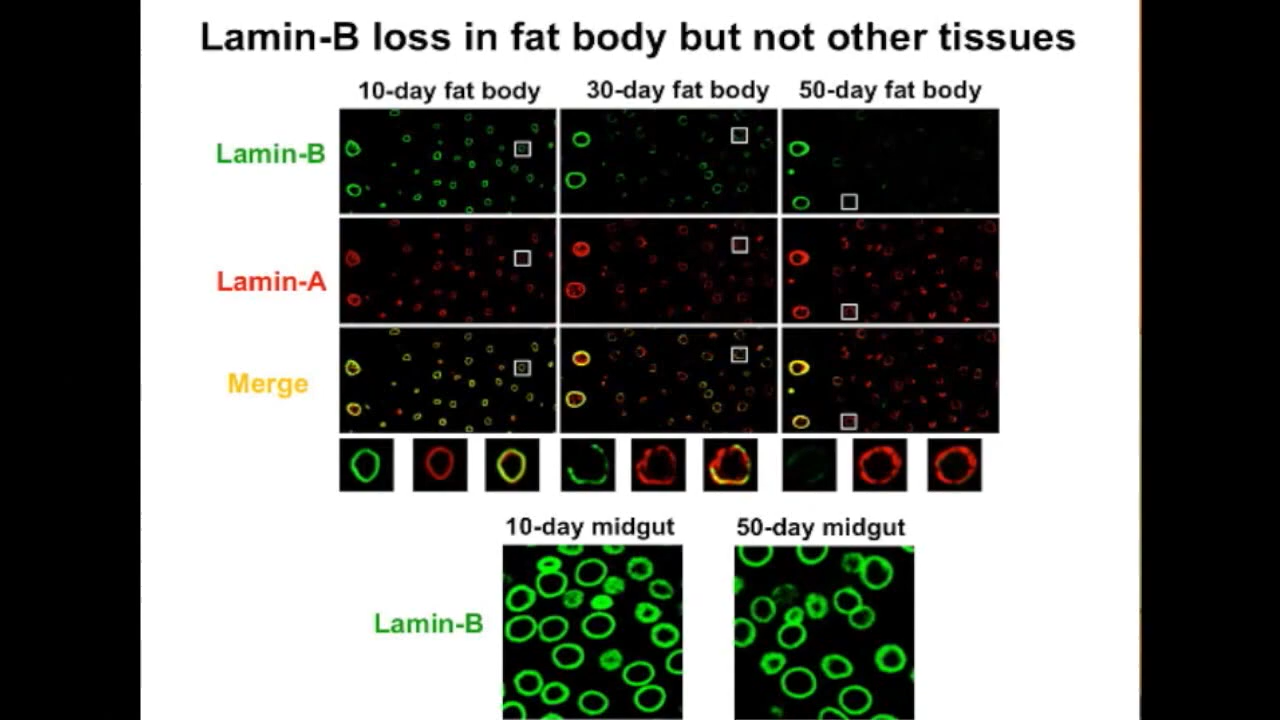 Lamin-B loss in fat body but not other tissues
10-day fat body 30-day fat body 50-day fat body
Lamin-B
Lamin-A
Merge
10-day midgut 50-day midgut
Lamin-B